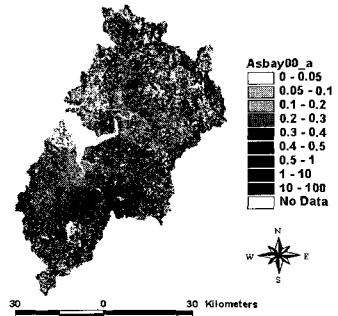 Asbay00_a
0 - 0.05
0.05 - 0.1
0.1 - 0.2
0.2 - 0.3
0.3 - 0.4
0.4 - 0.5
0.5 - 1
1 - 10
10 - 100
No Data
N
W E
S
30 0 30 Kilometers